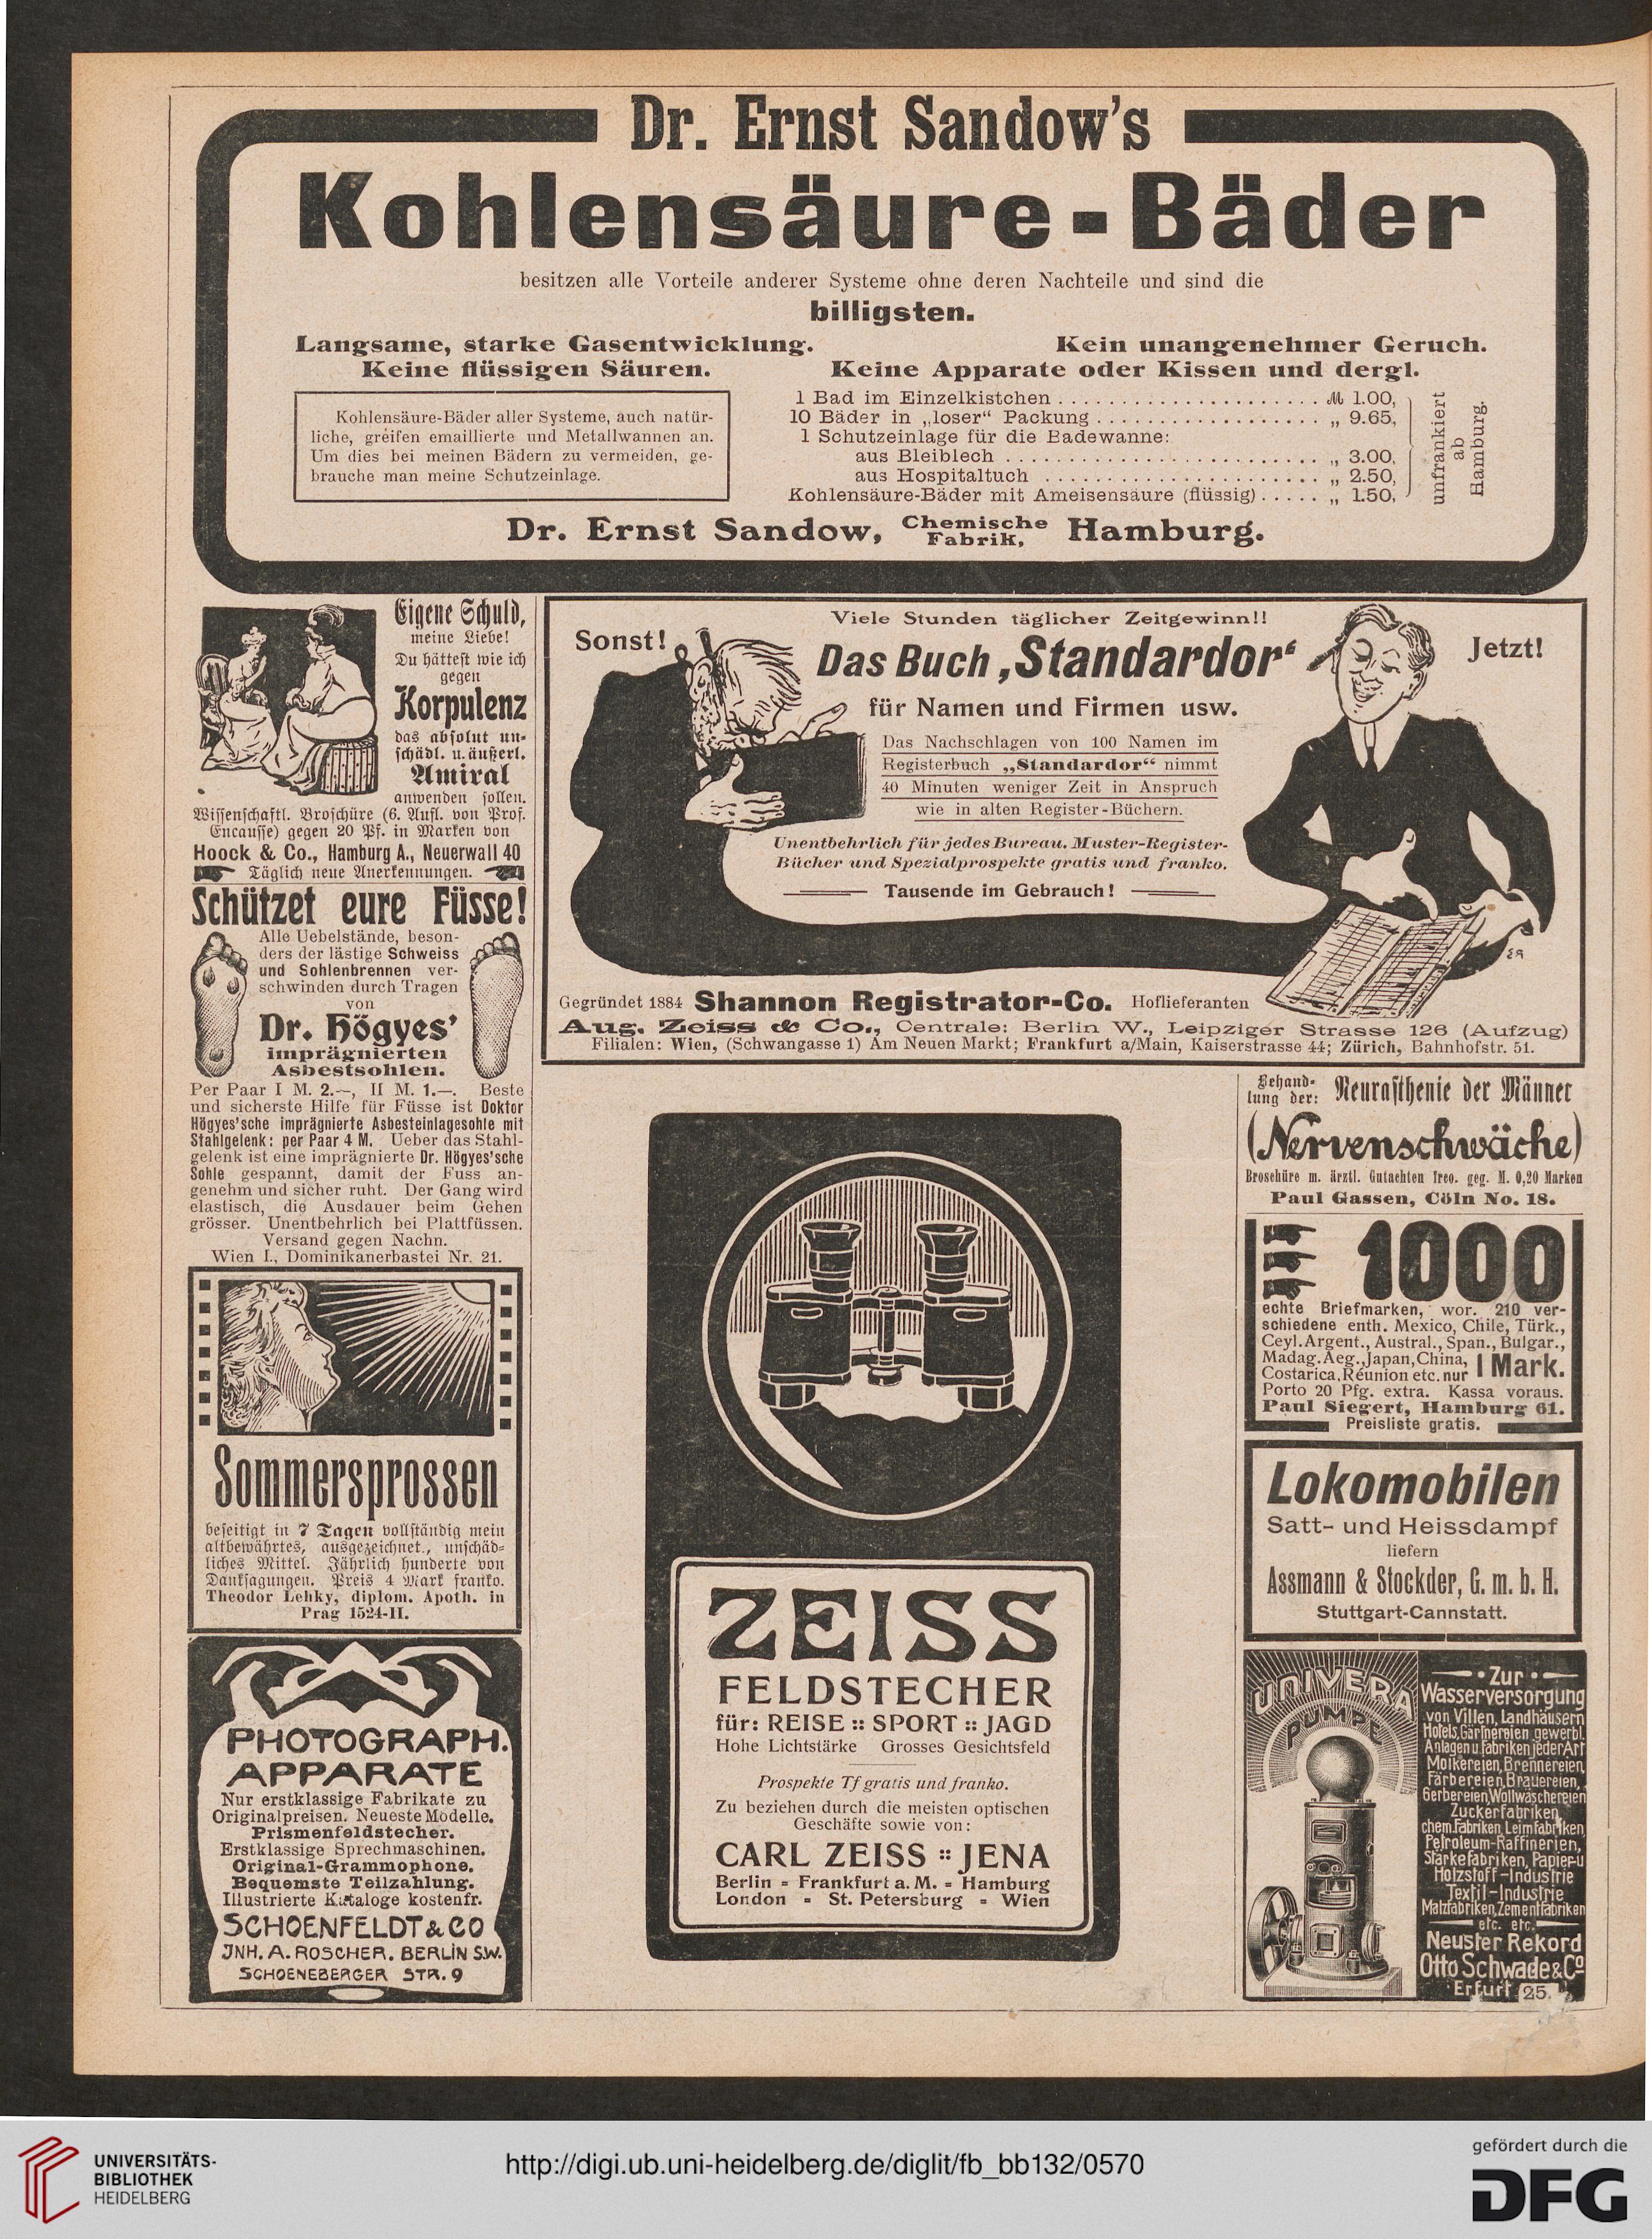 Dr. Ernst Sandow's
Kohlensäure-Bäder
besitzen alle Vorteile anderer Systeme ohne deren Nachteile und sind die
billigsten.
Langsame, starke Gasentwicklung.
Kein unangenehmer Geruch.
Keine flüssigen Säuren.
Keine Apparate oder Kissen und dergl.
Kohlensäure-Bäder aller Systeme, auch natür-
liche, greifen emaillierte und Metallwannen an.
Um dies bei meinen Bädern zu vermeiden, ge-
brauche man meine Schutzeinlage.
1 Bad im Einzelkistchen . . . . . ℳ 1.00,
10 Bäder in „loser“ Packung . . . . . „ 9.65,
1 Schutzeinlage für die Badewanne:
aus Bleiblech . . . . . „ 3.00,
aus Hospitaltuch . . . . . „ 2.50,
Kohlensäure-Bäder mit Ameisensäure (flüssig) . . . . . „ 1.50,
unfrankiert
ab
Hamburg.
Dr. Ernst Sandow, Chemische Fabrik, Hamburg.
Eigene Schuld,
meine Liebe!
Du hättest wie ich
gegen
Korpulenz
das absolut un-
schädl. u. äußerl.
Amiral
anwenden sollen.
Wissenschaftl. Broschüre (6. Aufl. von Prof.
Encausse) gegen 20 Pf. in Marken von
Hoock & Co., Hamburg A., Neuerwall 40
Täglich neue Anerkennungen.
Schützet eure Füsse!
Alle Uebelstände, beson-
ders der lästige Schweiss
und Sohlenbrennen ver-
schwinden durch Tragen
von
Dr. Högyes'
imprägnierten
Asbestsohlen.
Per Paar I M. 2.—, II M. 1.—. Beste
und sicherste Hilfe für Füsse ist Doktor
Högyes'sche imprägnierte Asbesteinlagesohle mit
Stahlgelenk: per Paar 4 M. Ueber das Stahl-
gelenk ist eine imprägnierte Dr. Högyes'sche
Sohle gespannt, damit der Fuss an-
genehm und sicher ruht. Der Gang wird
elastisch, die Ausdauer beim Gehen
grösser. Unentbehrlich bei Plattfüssen.
Versand gegen Nachn.
Wien I., Dominikanerbastei Nr. 21.
Sommersprossen
beseitigt in 7 Tagen vollständig mein
altbewährtes, ausgezeichnet., unschäd-
liches Mittel. Jährlich hunderte von
Danksagungen. Preis 4 Mark franko.
Theodor Lehky, diplom. Apoth. in
Prag 1524-II.
PHOTOGRAPH.
APPARATE
Nur erstklassige Fabrikate zu
Originalpreisen. Neueste Modelle.
Prismenfeldstecher.
Erstklassige Sprechmaschinen.
Original-Grammophone.
Bequemste Teilzahlung.
Illustrierte Kataloge kostenfr.
SCHOENFELDT & CO
JNH. A. ROSCHER. BERLIN S.W.
SCHOENEBERGER STR. 9
Viele Stunden täglicher Zeitgewinn!!
Sonst!
Das Buch ‚Standardor‘
Jetzt!
für Namen und Firmen usw.
Das Nachschlagen von 100 Namen im
Registerbuch „Standardor“ nimmt
40 Minuten weniger Zeit in Anspruch
wie in alten Register-Büchern.
Unentbehrlich für jedes Bureau. Muster-Register-
Bücher und Spezialprospekte gratis und franko.
Tausende im Gebrauch!
Gegründet 1884 Shannon Registrator-Co. Hoflieferanten
Aug. Zeiss & Co., Centrale: Berlin W., Leipziger Strasse 126 (Aufzug)
Filialen: Wien, (Schwangasse 1) Am Neuen Markt; Frankfurt a/Main, Kaiserstrasse 44; Zürich, Bahnhofstr. 51.
ZEISS
FELDSTECHER
für: REISE :: SPORT :: JAGD
Hohe Lichtstärke Grosses Gesichtsfeld
Prospekte Tf gratis und franko.
Zu beziehen durch die meisten optischen
Geschäfte sowie von:
CARL ZEISS :: JENA
Berlin = Frankfurt a. M. = Hamburg
London = St. Petersburg = Wien
Behand-
lung der: Neurasthenie der Männer
(Nervenschwäche)
Broschüre m. ärztl. Gutachten freo. geg. M. 0,20 Marken
Paul Gassen, Cöln No. 18.
1000
echte Briefmarken, wor. 210 ver-
schiedene enth. Mexico, Chile, Türk.,
Ceyl. Argent., Austral., Span., Bulgar.,
Madag. Aeg., Japan, China,
Costarica, Réunion etc. nur 1 Mark.
Porto 20 Pfg. extra. Kassa voraus.
Paul Siegert, Hamburg 61.
Preisliste gratis.
Lokomobilen
Satt- und Heissdampf
liefern
Assmann & Stockder, G. m. b. H.
Stuttgart-Cannstatt.
UNIVERA
PUMPE
Zur
Wasserversorgung
von Villen, Landhäusern
Hotels, Gärtnereien gewerbl.
Anlagen u. Fabriken jeder Art
Molkereien, Brennereien,
Färbereien, Brauereien,
Gerbereien, Wollwäschereien
Zuckerfabriken,
chem. Fabriken, Leimfabriken,
Petroleum-Raffinerien,
Stärkefabriken, Papier-u
Holzstoff-Industrie
Textil-Industrie
Malzfabriken, Zementfabriken
etc. etc.
Neuster Rekord
Otto Schwade & Co
Erfurt 25.
UNIVERSITÄTS-
BIBLIOTHEK
HEIDELBERG
http://digi.ub.uni-heidelberg.de/diglit/fb_bb132/0570
gefördert durch die
DFG